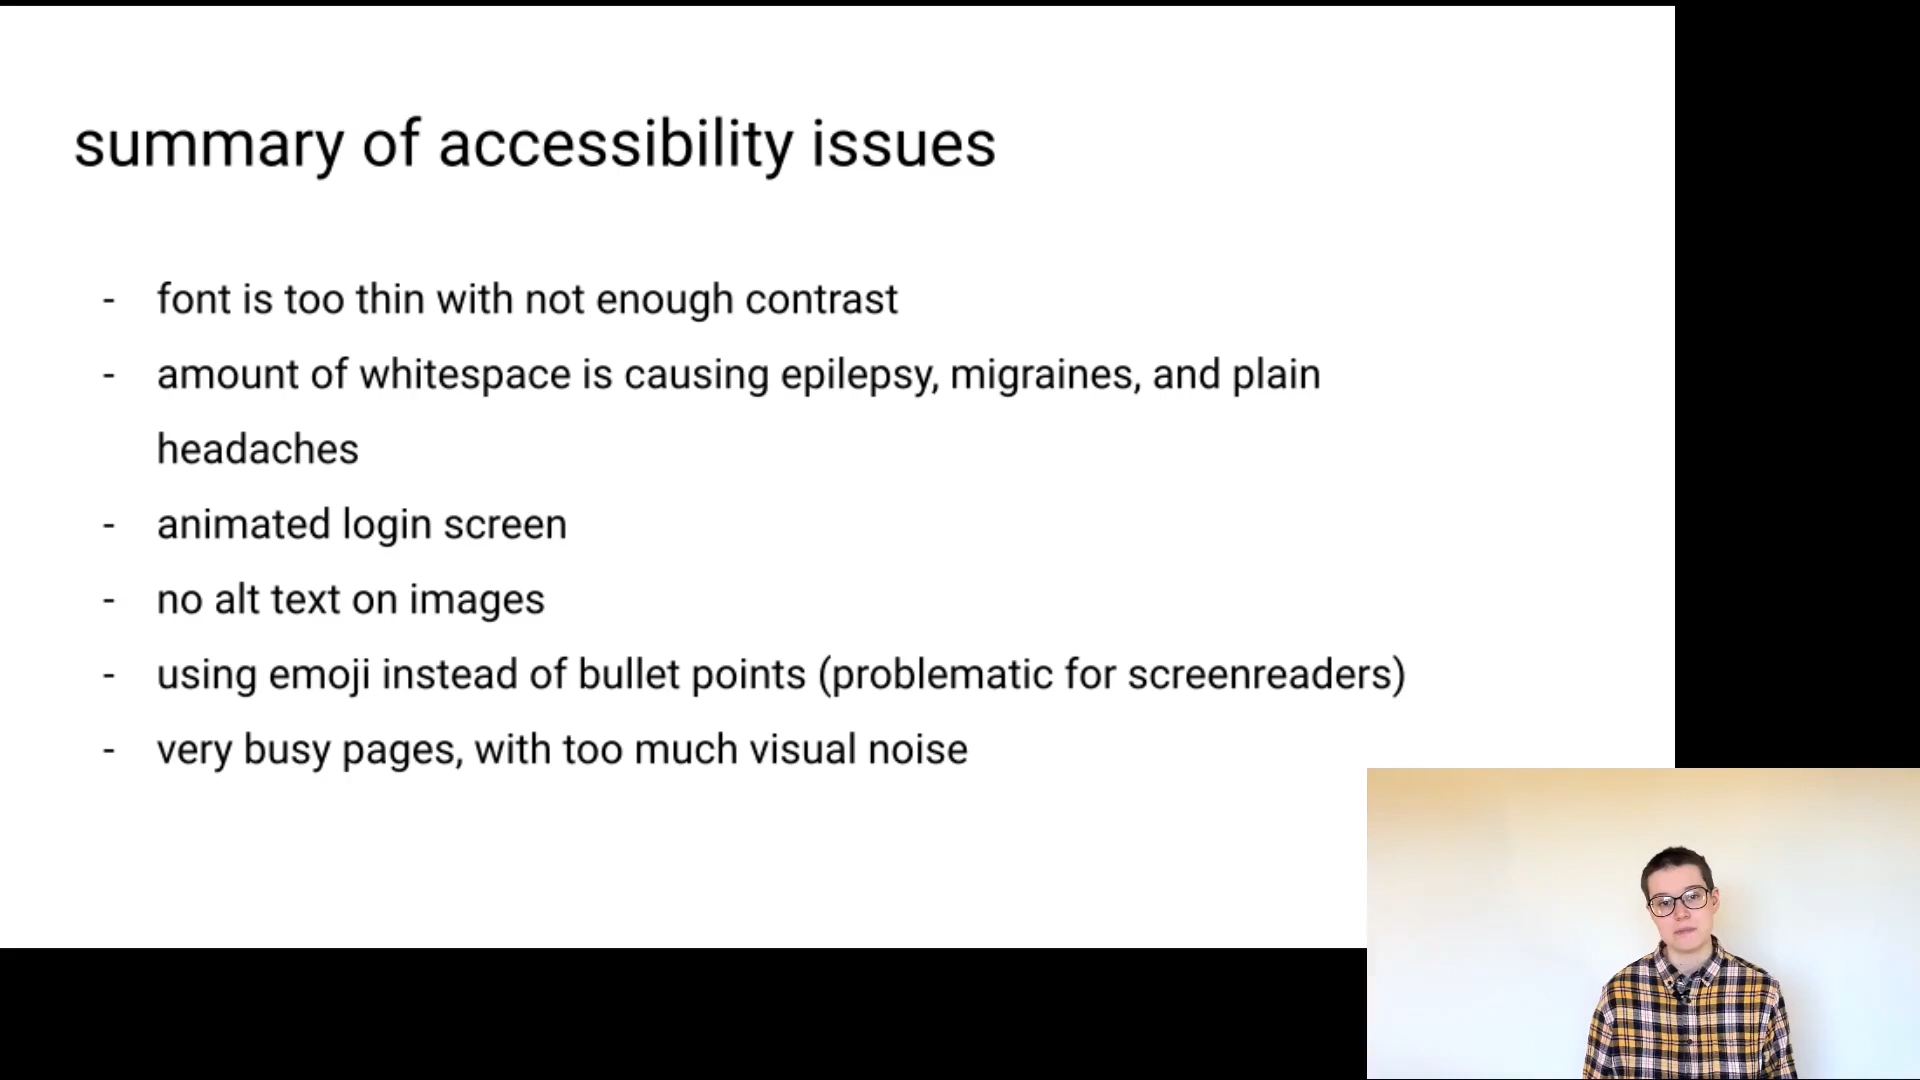 summary of accessibility issues
- font is too thin with not enough contrast
- amount of whitespace is causing epilepsy, migraines, and plain
headaches
- animated login screen
- no alt text on images
- using emoji instead of bullet points (problematic for screenreaders)
- very busy pages, with too much visual noise